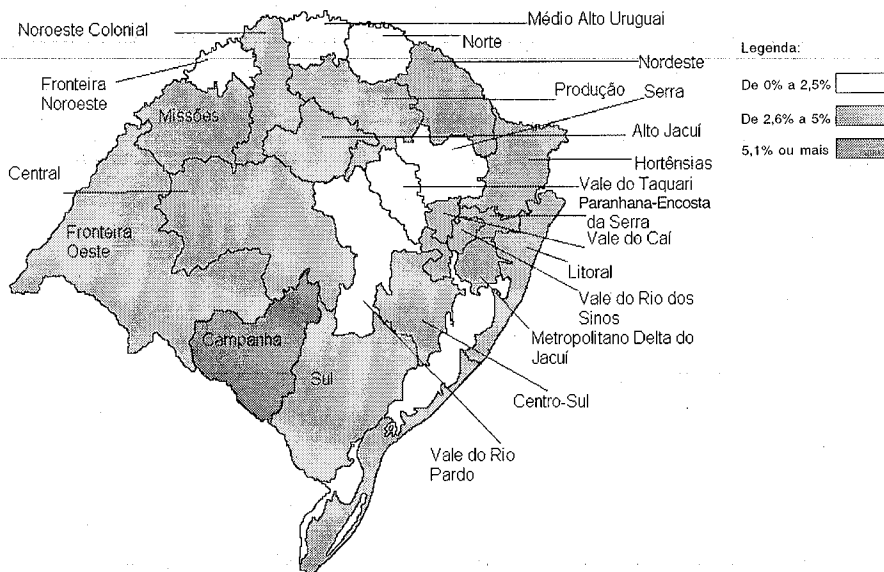 Médio Alto Uruguai
Noroeste Colonial
Norte
Legenda:
Nordeste
Fronteira
Noroeste
De 0% a 2,5%
Produção
Serra
Missões
De 2,6% a 5%
Alto Jacuí
5,1% ou mais
Hortênsias
Central
Vale do Taquari
Paranhana-Encosta
da Serra
Fronteira
Oeste
Vale do Caí
Litoral
Vale do Rio dos
Sinos
Metropolitano Delta do
Jacuí
Campanha
Sul
Centro-Sul
Vale do Rio
Pardo